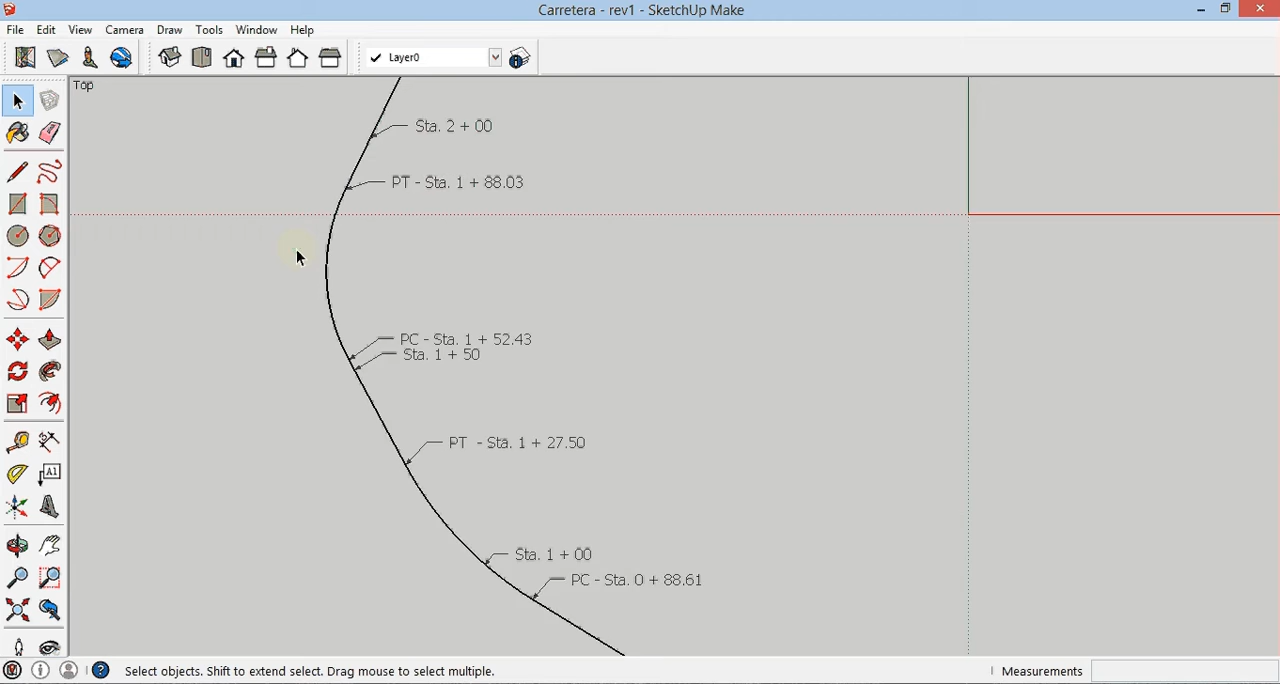 Carretera - rev1 - SketchUp Make
File Edit View Camera Draw Tools Window Help
Layer0
Top
Sta. 2 + 00
PT - Sta. 1 + 88.03
PC - Sta. 1 + 52.43
Sta. 1 + 50
PT - Sta. 1 + 27.50
Sta. 1 + 00
PC - Sta. 0 + 88.61
A1
Select objects. Shift to extend select. Drag mouse to select multiple.
Measurements